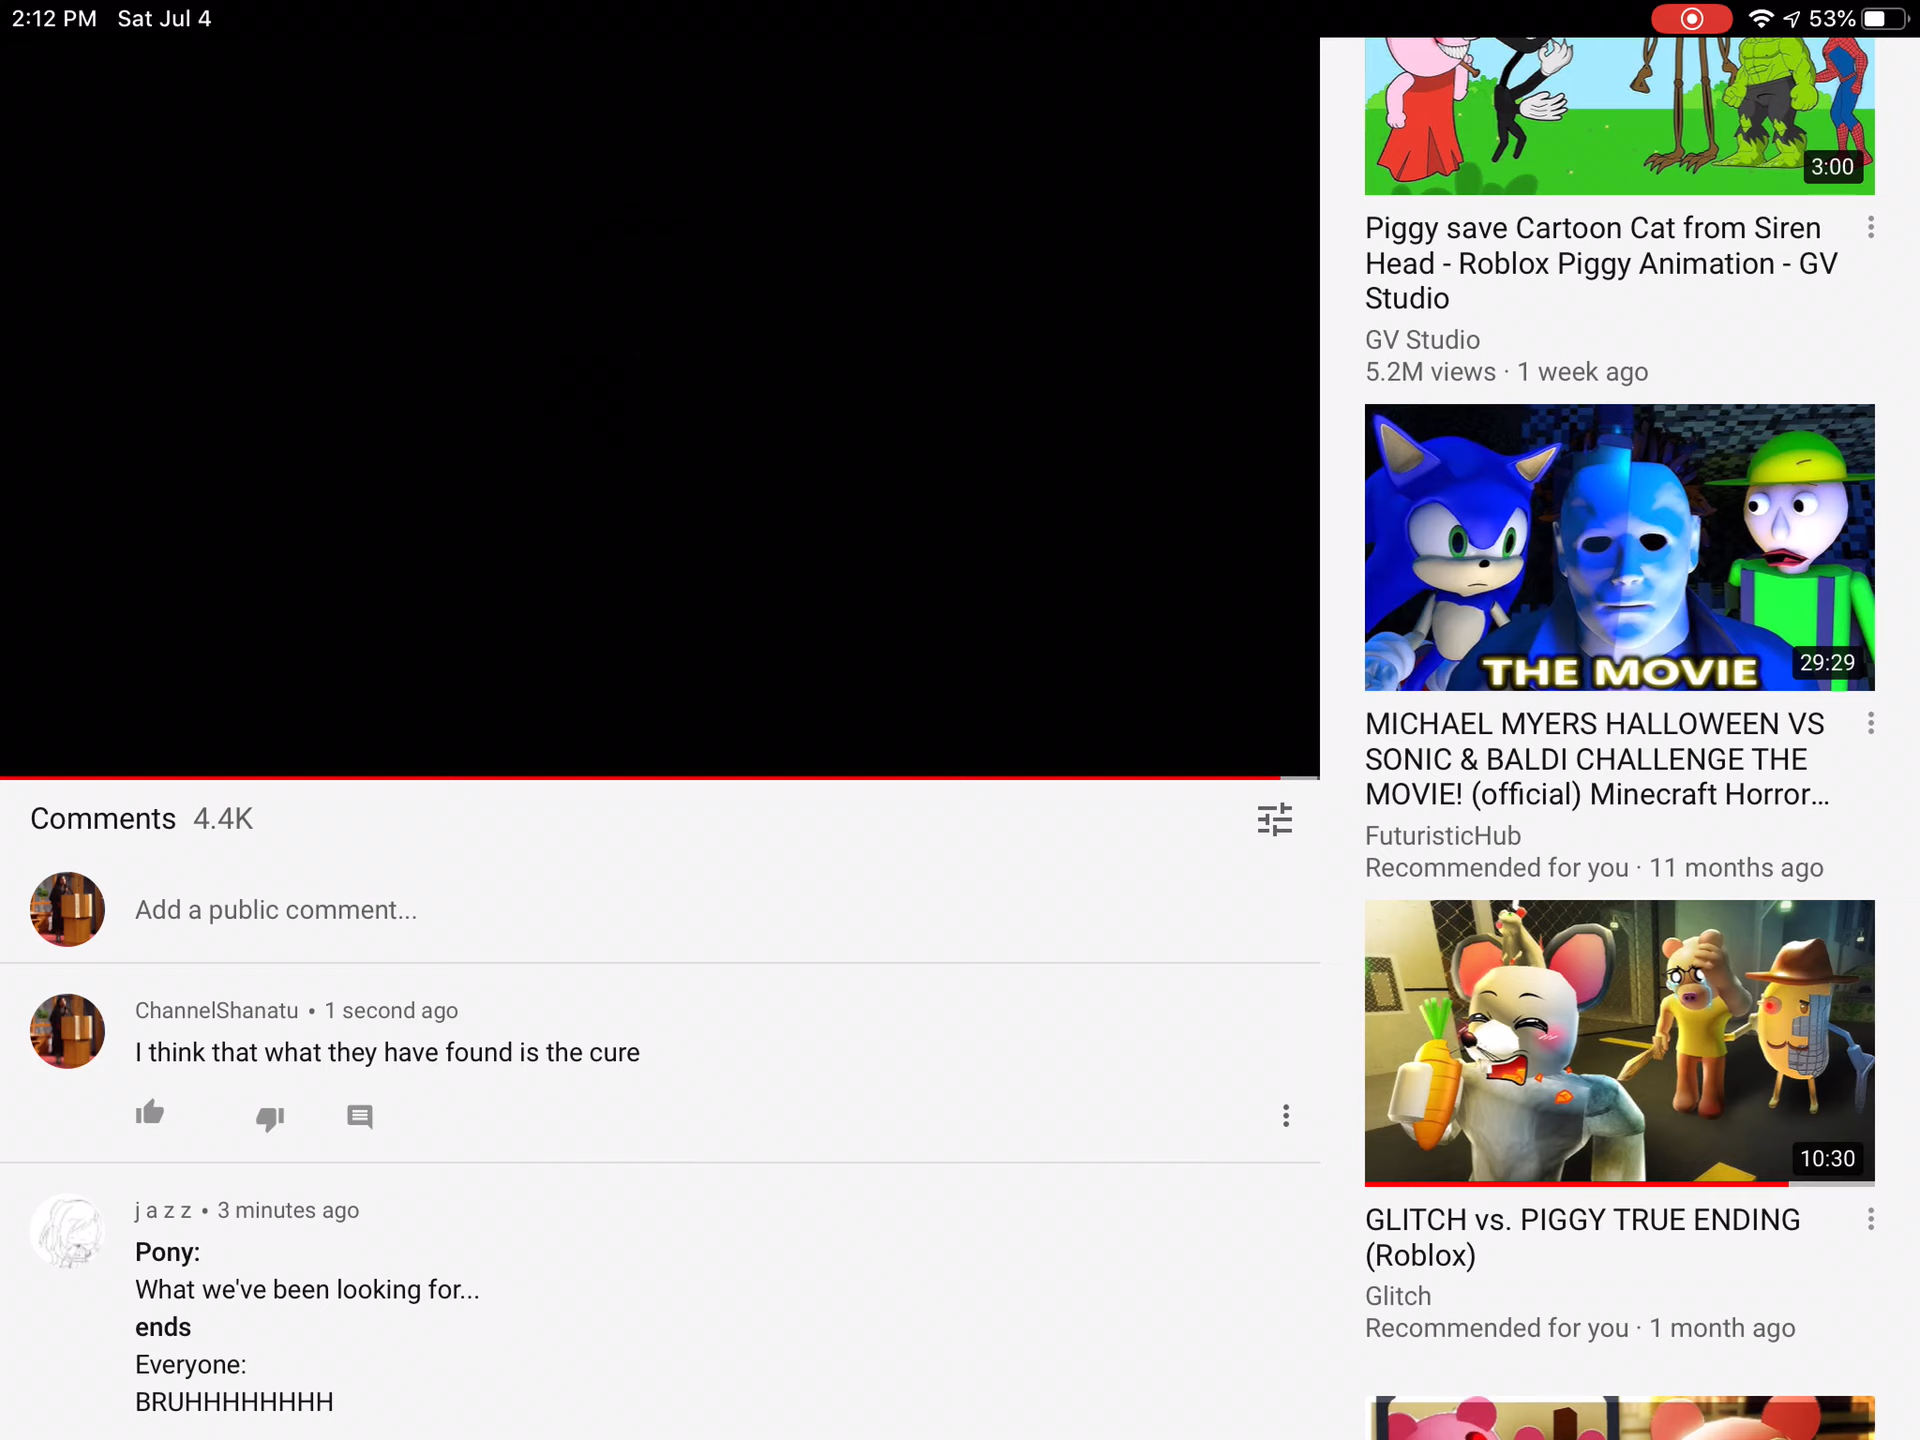 2:12 PM Sat Jul 4
53%
Comments 4.4K
Add a public comment...
ChannelShanatu • 1 second ago
I think that what they have found is the cure
j a z z • 3 minutes ago
Pony:
What we've been looking for...
ends
Everyone:
BRUHHHHHHHH
3:00
Piggy save Cartoon Cat from Siren
Head - Roblox Piggy Animation - GV
Studio
GV Studio
5.2M views · 1 week ago
THE MOVIE
29:29
MICHAEL MYERS HALLOWEEN VS
SONIC & BALDI CHALLENGE THE
MOVIE! (official) Minecraft Horror...
FuturisticHub
Recommended for you · 11 months ago
10:30
GLITCH vs. PIGGY TRUE ENDING
(Roblox)
Glitch
Recommended for you · 1 month ago